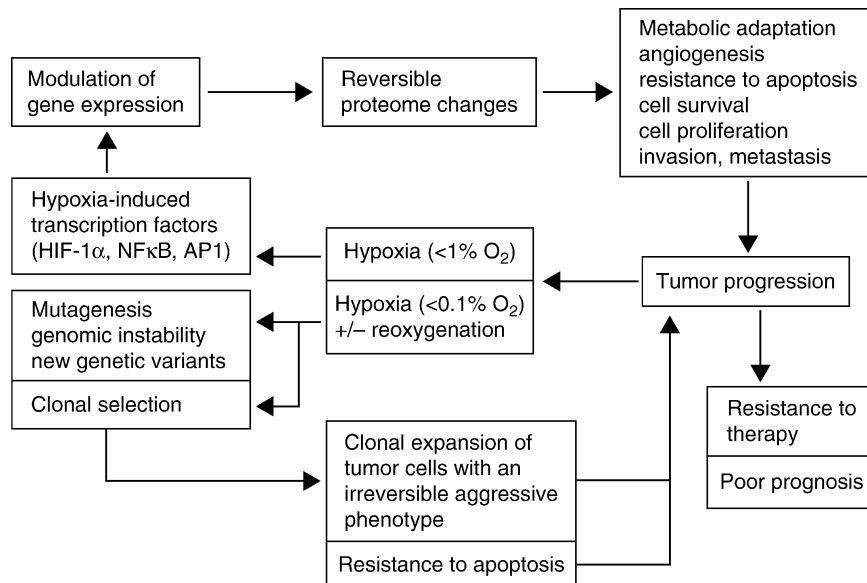 Modulation of
gene expression
Reversible
proteome changes
Metabolic adaptation
angiogenesis
resistance to apoptosis
cell survival
cell proliferation
invasion, metastasis
Hypoxia-induced
transcription factors
(HIF-1α, NFκB, AP1)
Hypoxia (<1% O₂)
Hypoxia (<0.1% O₂)
+/– reoxygenation
Tumor progression
Mutagenesis
genomic instability
new genetic variants
Clonal selection
Clonal expansion of
tumor cells with an
irreversible aggressive
phenotype
Resistance to apoptosis
Resistance to
therapy
Poor prognosis